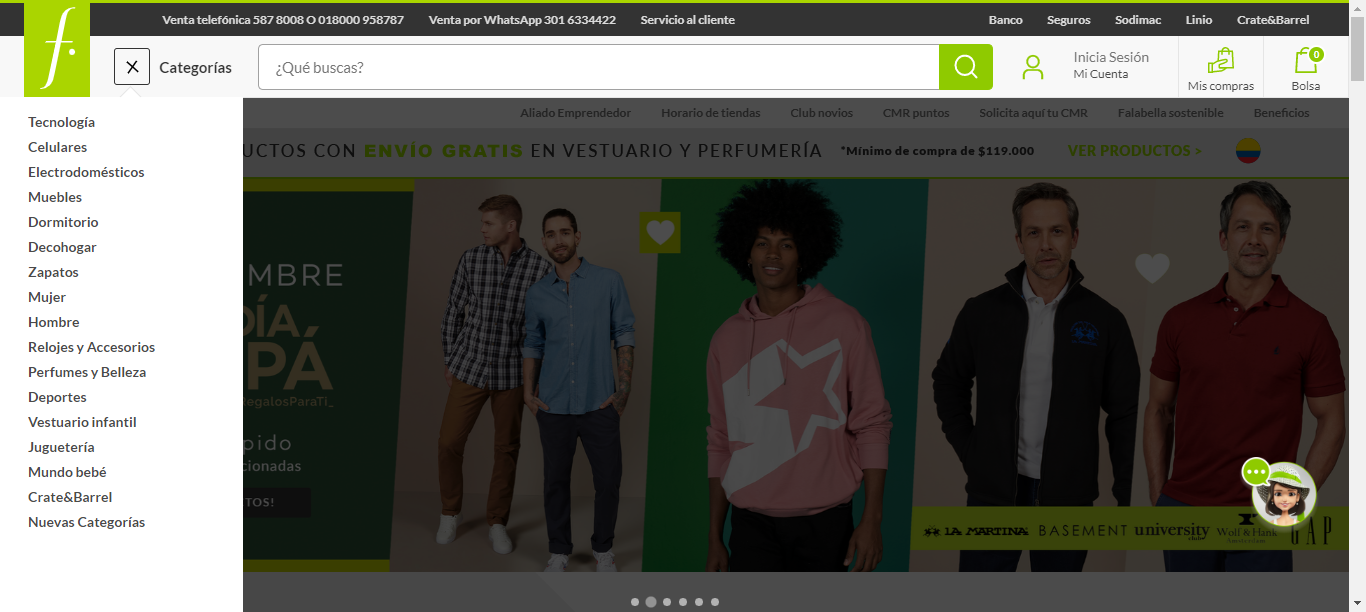 Venta telefónica 587 8008 O 018000 958787 Venta por WhatsApp 301 6334422 Servicio al cliente Banco Seguros Sodimac Linio Crate&Barrel
f.
X Categorías ¿Qué buscas? Inicia Sesión
Mi Cuenta
Mis compras
0
Bolsa
Tecnología
Celulares
Electrodomésticos
Muebles
Dormitorio
Decohogar
Zapatos
Mujer
Hombre
Relojes y Accesorios
Perfumes y Belleza
Deportes
Vestuario infantil
Juguetería
Mundo bebé
Crate&Barrel
Nuevas Categorías
Aliado Emprendedor Horario de tiendas Club novios CMR puntos Solicita aquí tu CMR Falabella sostenible Beneficios
UCTOS CON ENVÍO GRATIS EN VESTUARIO Y PERFUMERÍA *Mínimo de compra de $119.000 VER PRODUCTOS >
MBRE
DÍA
PÁ
egalosParaTi_
pido
cionadas
TOS!
LA MARTINA BASEMENT university club Wolf & Hank GAP